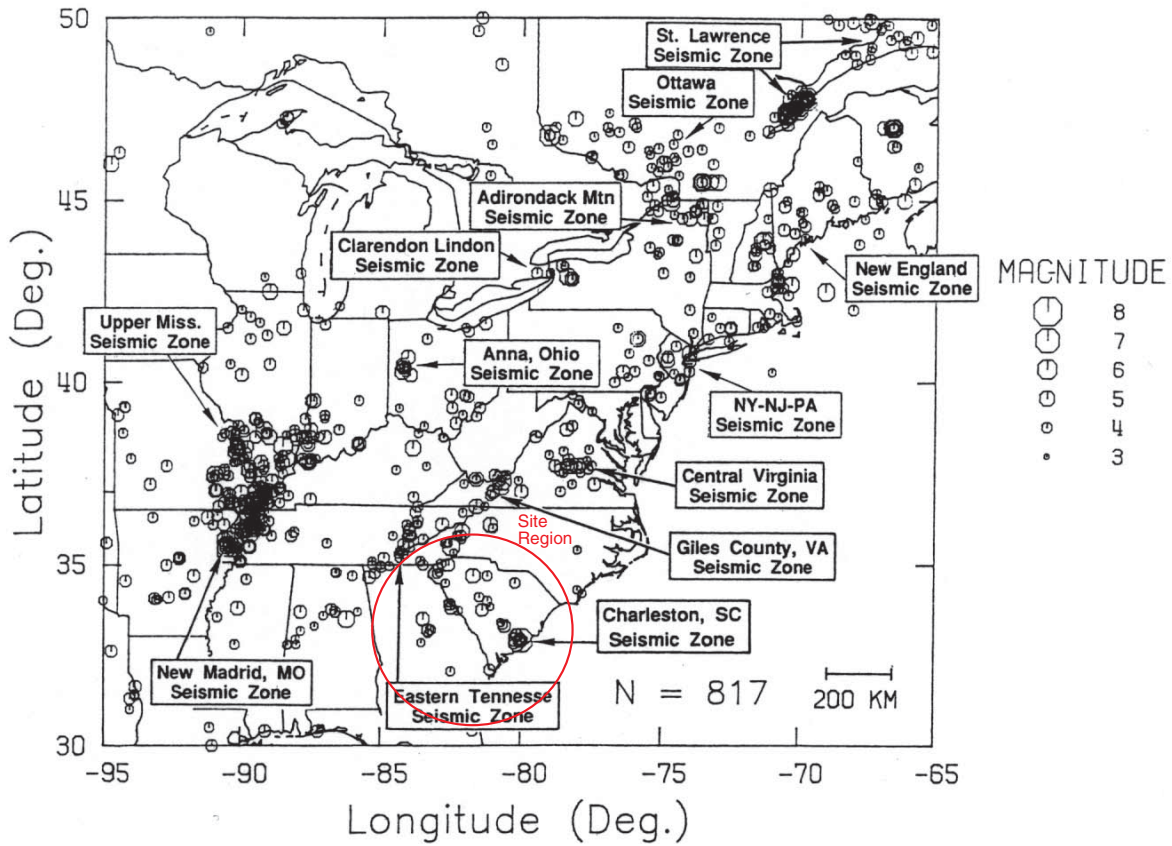 50
45
40
35
30
Latitude (Deg.)
-95
-90
-85
-80
-75
-70
-65
Longitude (Deg.)
St. Lawrence
Seismic Zone
Ottawa
Seismic Zone
Adirondack Mtn
Seismic Zone
Clarendon Lindon
Seismic Zone
New England
Seismic Zone
Upper Miss.
Seismic Zone
Anna, Ohio
Seismic Zone
NY-NJ-PA
Seismic Zone
Central Virginia
Seismic Zone
Site
Region
Giles County, VA
Seismic Zone
Charleston, SC
Seismic Zone
New Madrid, MO
Seismic Zone
Eastern Tennesse
Seismic Zone
N = 817
200 KM
MAGNITUDE
8
7
6
5
4
3